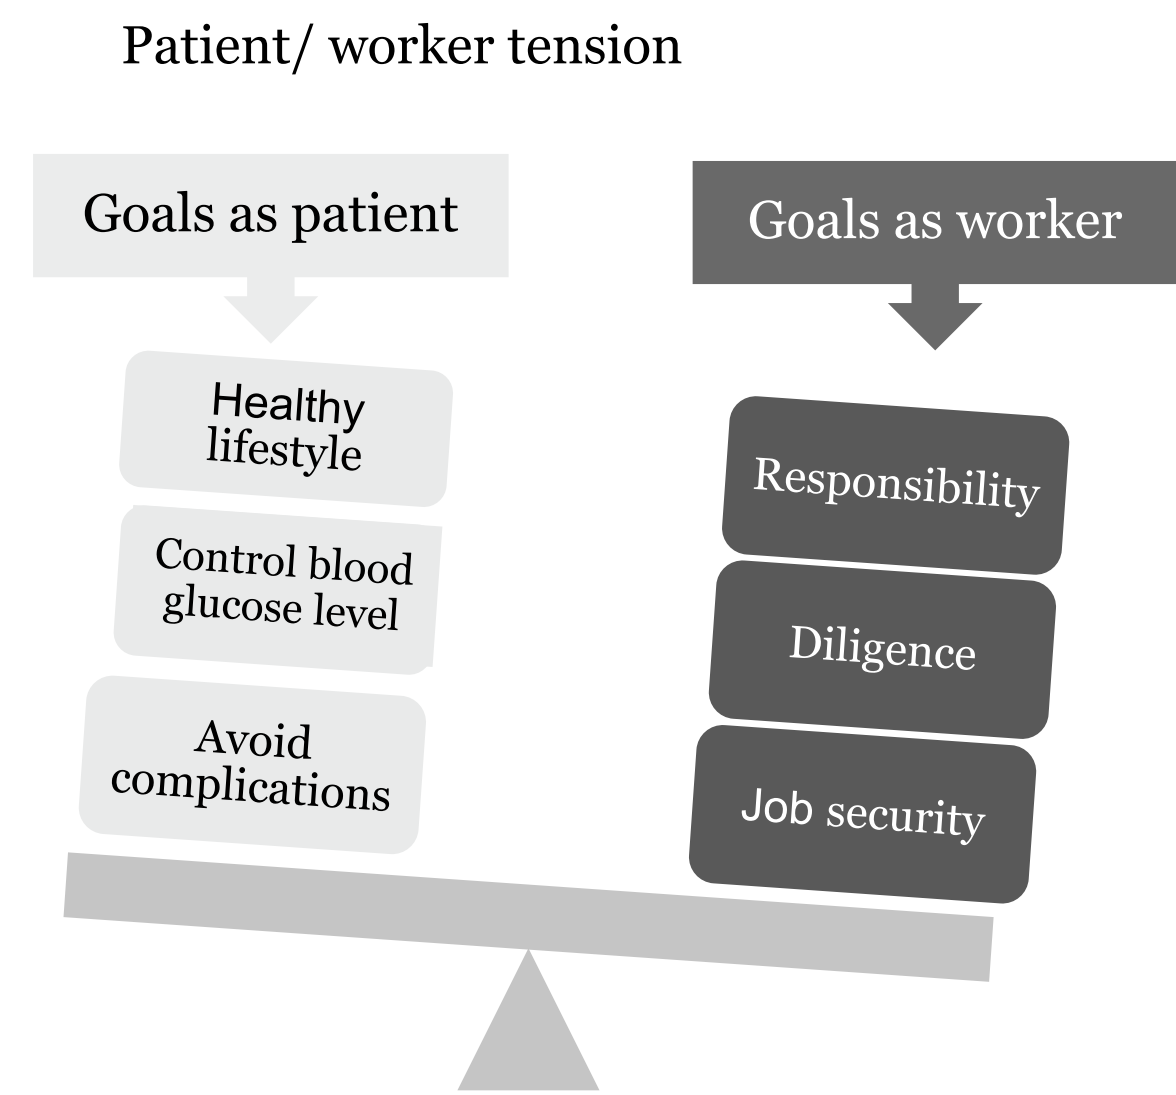 Patient/ worker tension
Goals as patient
Healthy
lifestyle
Control blood
glucose level
Avoid
complications
Goals as worker
Responsibility
Diligence
Job security